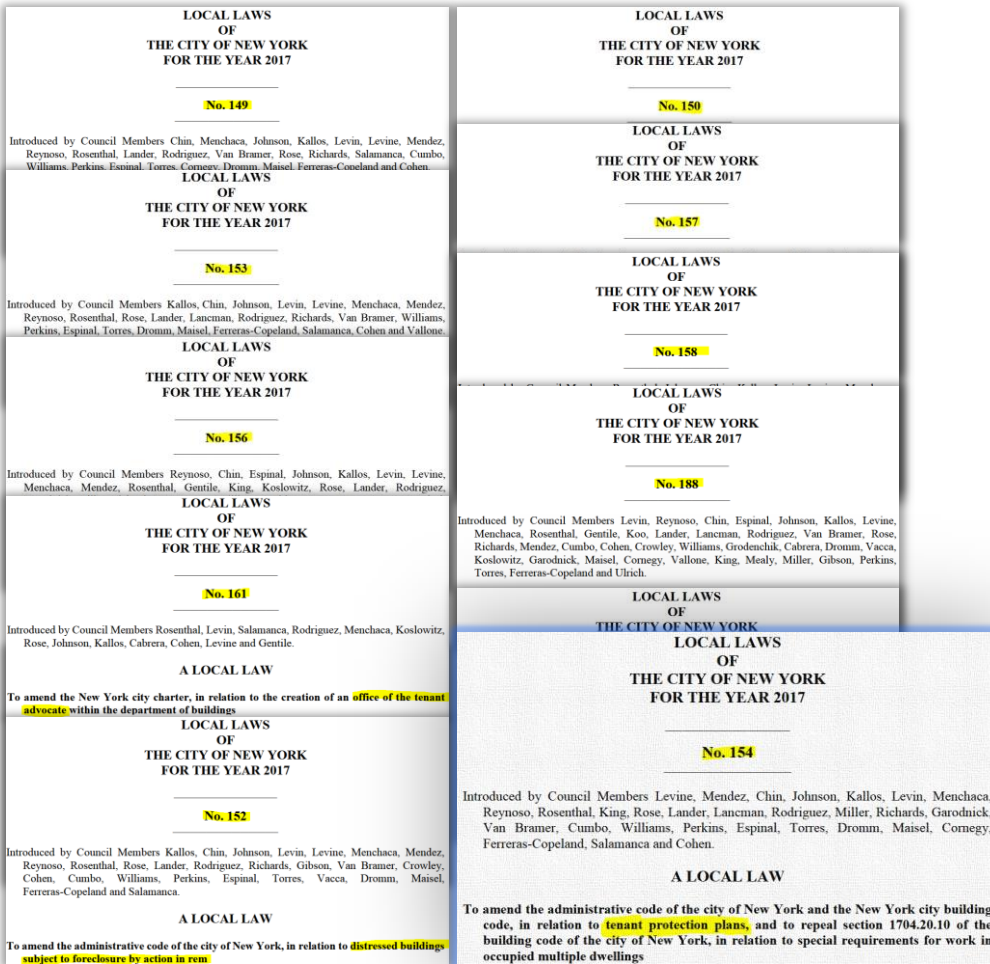 LOCAL LAWS
OF
THE CITY OF NEW YORK
FOR THE YEAR 2017
No. 149
Introduced by Council Members Chin, Menchaca, Johnson, Kallos, Levin, Levine, Mendez,
Reynoso, Rosenthal, Lander, Rodriguez, Van Bramer, Rose, Richards, Salamanca, Cumbo,
Williams, Perkins, Espinal, Torres, Cornegy, Dromm, Maisel, Ferreras-Copeland and Cohen.
LOCAL LAWS
OF
THE CITY OF NEW YORK
FOR THE YEAR 2017
No. 153
Introduced by Council Members Kallos, Chin, Johnson, Levin, Levine, Menchaca, Mendez,
Reynoso, Rosenthal, Rose, Lander, Lancman, Rodriguez, Richards, Van Bramer, Williams,
Perkins, Espinal, Torres, Dromm, Maisel, Ferreras-Copeland, Salamanca, Cohen and Vallone.
LOCAL LAWS
OF
THE CITY OF NEW YORK
FOR THE YEAR 2017
No. 156
Introduced by Council Members Reynoso, Chin, Espinal, Johnson, Kallos, Levin, Levine,
Menchaca, Mendez, Rosenthal, Gentile, King, Koslowitz, Rose, Lander, Rodriguez,
LOCAL LAWS
OF
THE CITY OF NEW YORK
FOR THE YEAR 2017
No. 161
Introduced by Council Members Rosenthal, Levin, Salamanca, Rodriguez, Menchaca, Koslowitz,
Rose, Johnson, Kallos, Cabrera, Cohen, Levine and Gentile.
A LOCAL LAW
To amend the New York city charter, in relation to the creation of an office of the tenant
advocate within the department of buildings
LOCAL LAWS
OF
THE CITY OF NEW YORK
FOR THE YEAR 2017
No. 152
Introduced by Council Members Kallos, Chin, Johnson, Levin, Levine, Menchaca, Mendez,
Reynoso, Rosenthal, Rose, Lander, Rodriguez, Richards, Gibson, Van Bramer, Crowley,
Cohen, Cumbo, Williams, Perkins, Espinal, Torres, Vacca, Dromm, Maisel,
Ferreras-Copeland and Salamanca.
A LOCAL LAW
To amend the administrative code of the city of New York, in relation to distressed buildings
subject to foreclosure by action in rem
LOCAL LAWS
OF
THE CITY OF NEW YORK
FOR THE YEAR 2017
No. 150
LOCAL LAWS
OF
THE CITY OF NEW YORK
FOR THE YEAR 2017
No. 157
LOCAL LAWS
OF
THE CITY OF NEW YORK
FOR THE YEAR 2017
No. 158
LOCAL LAWS
OF
THE CITY OF NEW YORK
FOR THE YEAR 2017
No. 188
Introduced by Council Members Levin, Reynoso, Chin, Espinal, Johnson, Kallos, Levine,
Menchaca, Rosenthal, Gentile, Koo, Lander, Lancman, Rodriguez, Van Bramer, Rose,
Richards, Mendez, Cumbo, Cohen, Crowley, Williams, Grodenchik, Cabrera, Dromm, Vacca,
Koslowitz, Garodnick, Maisel, Cornegy, Vallone, King, Mealy, Miller, Gibson, Perkins,
Torres, Ferreras-Copeland and Ulrich.
LOCAL LAWS
OF
THE CITY OF NEW YORK
LOCAL LAWS
OF
THE CITY OF NEW YORK
FOR THE YEAR 2017
No. 154
Introduced by Council Members Levine, Mendez, Chin, Johnson, Kallos, Levin, Menchaca,
Reynoso, Rosenthal, King, Rose, Lander, Lancman, Rodriguez, Miller, Richards, Garodnick,
Van Bramer, Cumbo, Williams, Perkins, Espinal, Torres, Dromm, Maisel, Cornegy,
Ferreras-Copeland, Salamanca and Cohen.
A LOCAL LAW
To amend the administrative code of the city of New York and the New York city building
code, in relation to tenant protection plans, and to repeal section 1704.20.10 of the
building code of the city of New York, in relation to special requirements for work in
occupied multiple dwellings